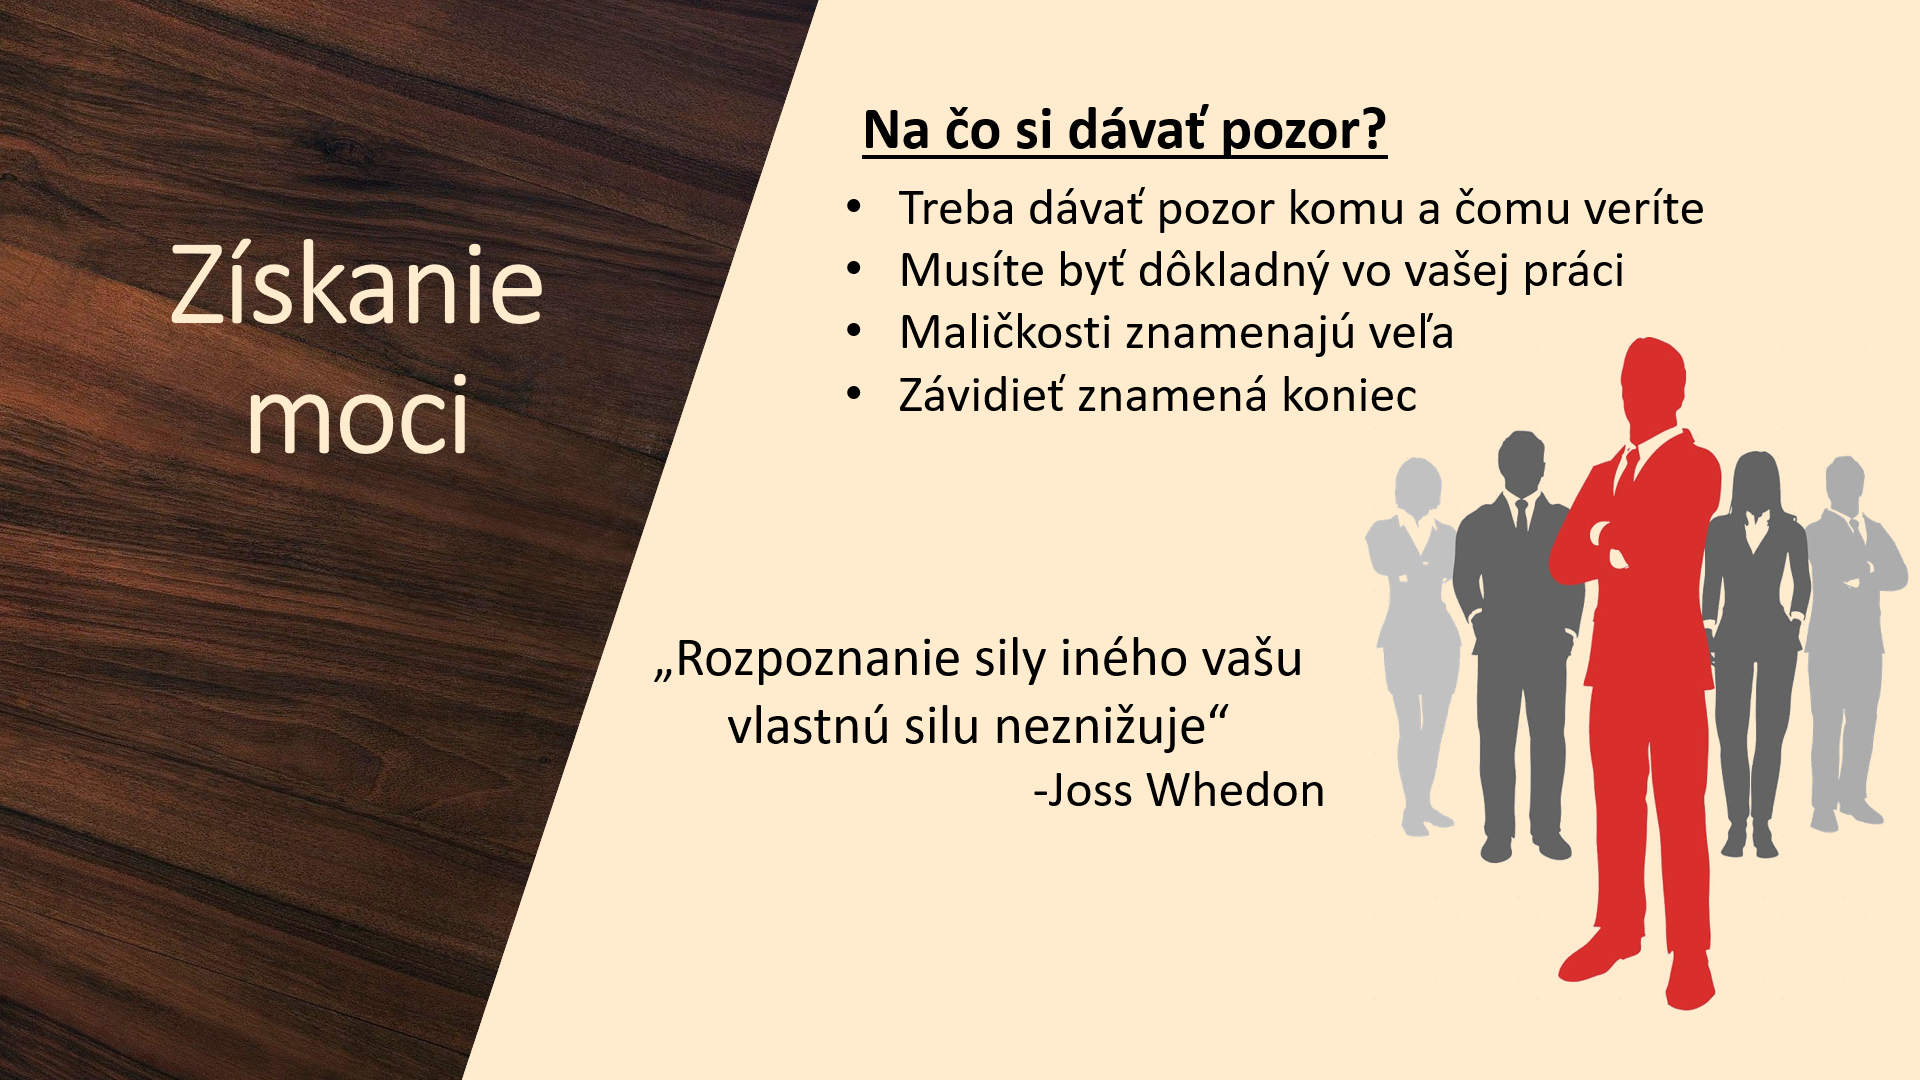 Získanie
moci
Na čo si dávať pozor?
• Treba dávať pozor komu a čomu veríte
• Musíte byť dôkladný vo vašej práci
• Maličkosti znamenajú veľa
• Závidieť znamená koniec
„Rozpoznanie sily iného vašu
vlastnú silu neznižuje“
-Joss Whedon